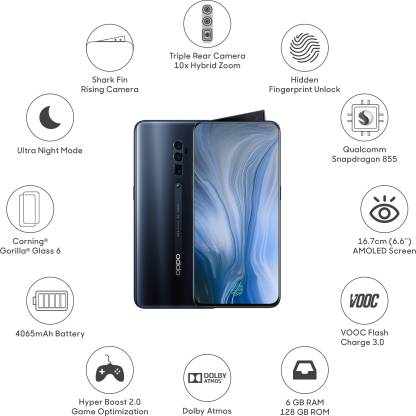 Triple Rear Camera
10x Hybrid Zoom
Shark Fin
Rising Camera
Hidden
Fingerprint Unlock
Ultra Night Mode
Qualcomm
Snapdragon 855
Corning®
Gorilla® Glass 6
16.7cm (6.6")
AMOLED Screen
oppo
VOOC
4065mAh Battery
VOOC Flash
Charge 3.0
DOLBY
ATMOS™
Hyper Boost 2.0
Game Optimization
Dolby Atmos
6 GB RAM
128 GB ROM